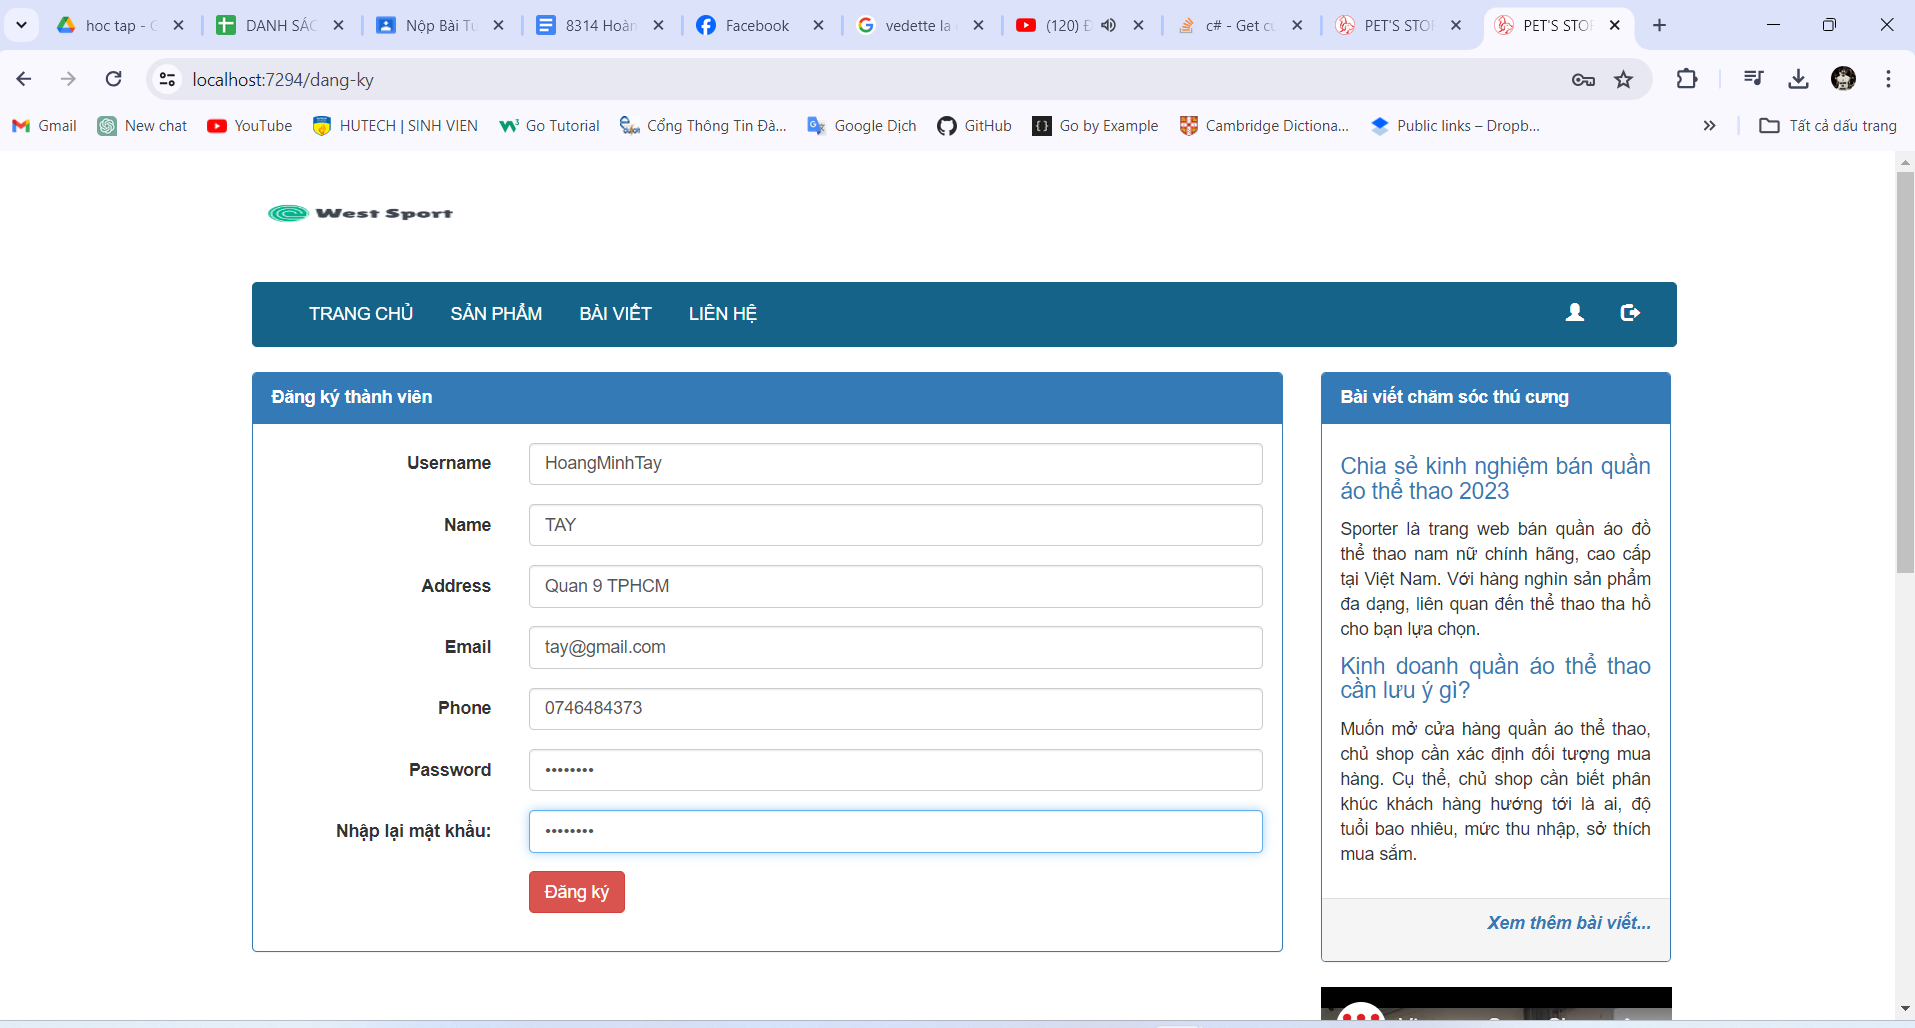 hoc tap - G
DANH SÁC
Nộp Bài Tu
8314 Hoàn
Facebook
vedette la
(120) Đ
c# - Get cu
PET'S STOR
PET'S STOR
localhost:7294/dang-ky
Gmail
New chat
YouTube
HUTECH | SINH VIEN
Go Tutorial
Cổng Thông Tin Đà...
Google Dịch
GitHub
Go by Example
Cambridge Dictiona...
Public links – Dropb...
Tất cả dấu trang
West Sport
TRANG CHỦ
SẢN PHẨM
BÀI VIẾT
LIÊN HỆ
Đăng ký thành viên
Username
HoangMinhTay
Name
TAY
Address
Quan 9 TPHCM
Email
tay@gmail.com
Phone
0746484373
Password
••••••••
Nhập lại mật khẩu:
••••••••
Đăng ký
Bài viết chăm sóc thú cưng
Chia sẻ kinh nghiệm bán quần
áo thể thao 2023
Sporter là trang web bán quần áo đồ
thể thao nam nữ chính hãng, cao cấp
tại Việt Nam. Với hàng nghìn sản phẩm
đa dạng, liên quan đến thể thao tha hồ
cho bạn lựa chọn.
Kinh doanh quần áo thể thao
cần lưu ý gì?
Muốn mở cửa hàng quần áo thể thao,
chủ shop cần xác định đối tượng mua
hàng. Cụ thể, chủ shop cần biết phân
khúc khách hàng hướng tới là ai, độ
tuổi bao nhiêu, mức thu nhập, sở thích
mua sắm.
Xem thêm bài viết...